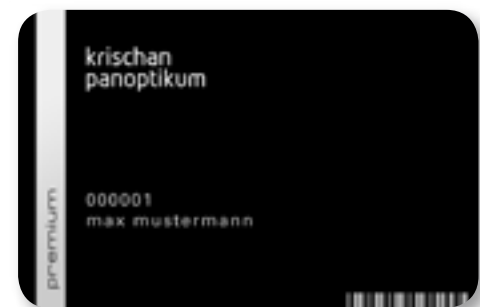 krischan
panoptikum
000001
max mustermann
premium